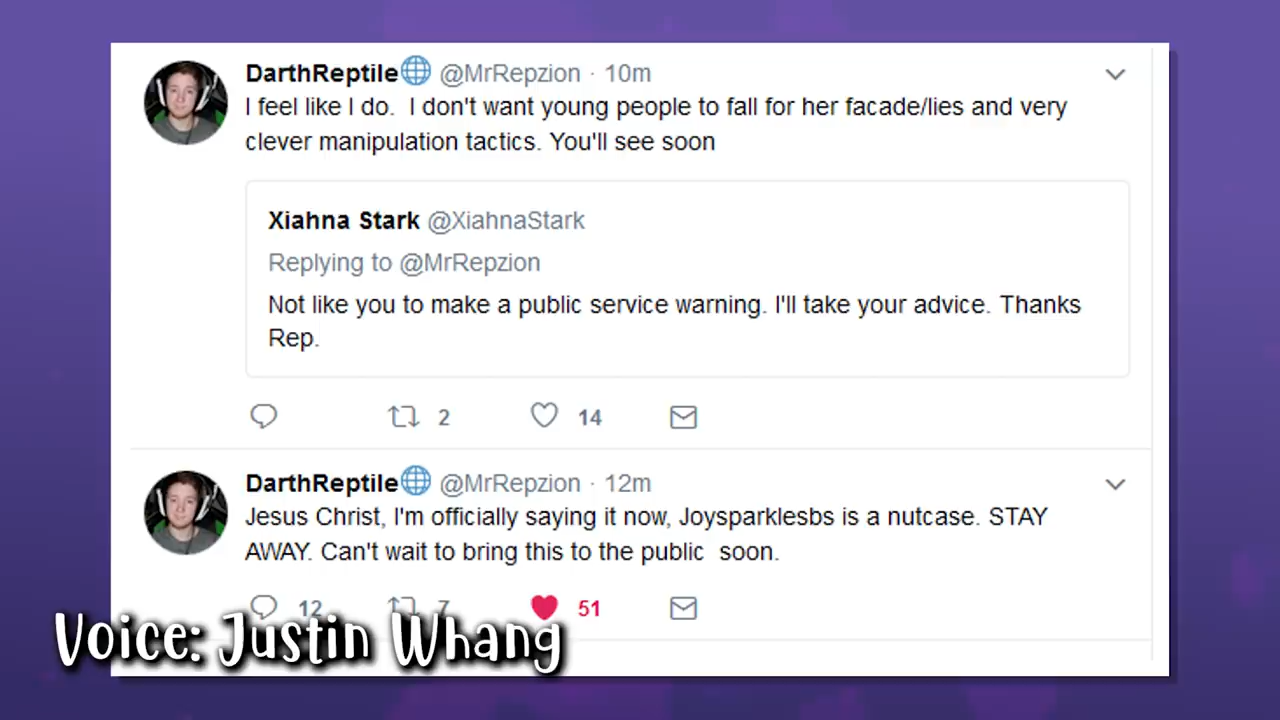 DarthReptile @MrRepzion · 10m
I feel like I do.  I don't want young people to fall for her facade/lies and very
clever manipulation tactics. You'll see soon
Xiahna Stark @XiahnaStark
Replying to @MrRepzion
Not like you to make a public service warning. I'll take your advice. Thanks
Rep.
2 14
DarthReptile @MrRepzion · 12m
Jesus Christ, I'm officially saying it now, Joysparklesbs is a nutcase. STAY
AWAY. Can't wait to bring this to the public  soon.
12 7 51
Voice: Justin Whang